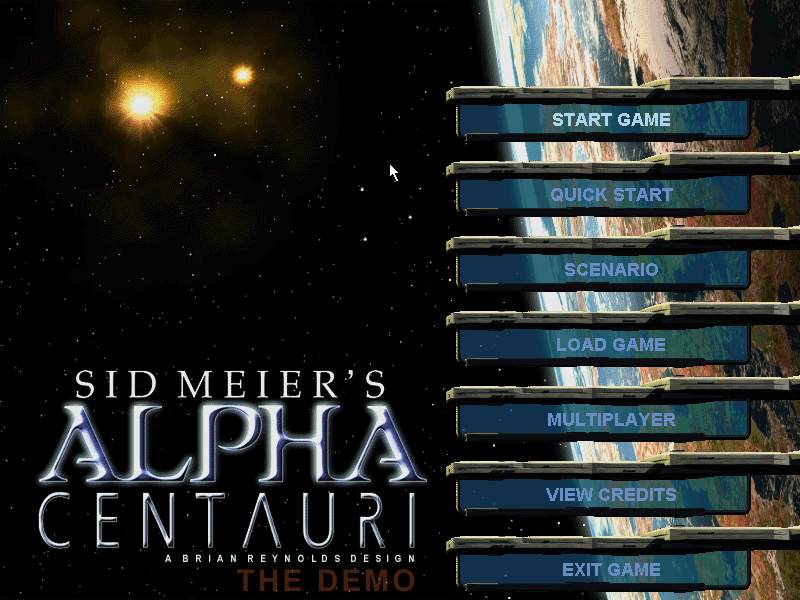 START GAME
QUICK START
SCENARIO
LOAD GAME
MULTIPLAYER
VIEW CREDITS
EXIT GAME
SID MEIER'S
ALPHA
CENTAURI
A BRIAN REYNOLDS DESIGN
THE DEMO